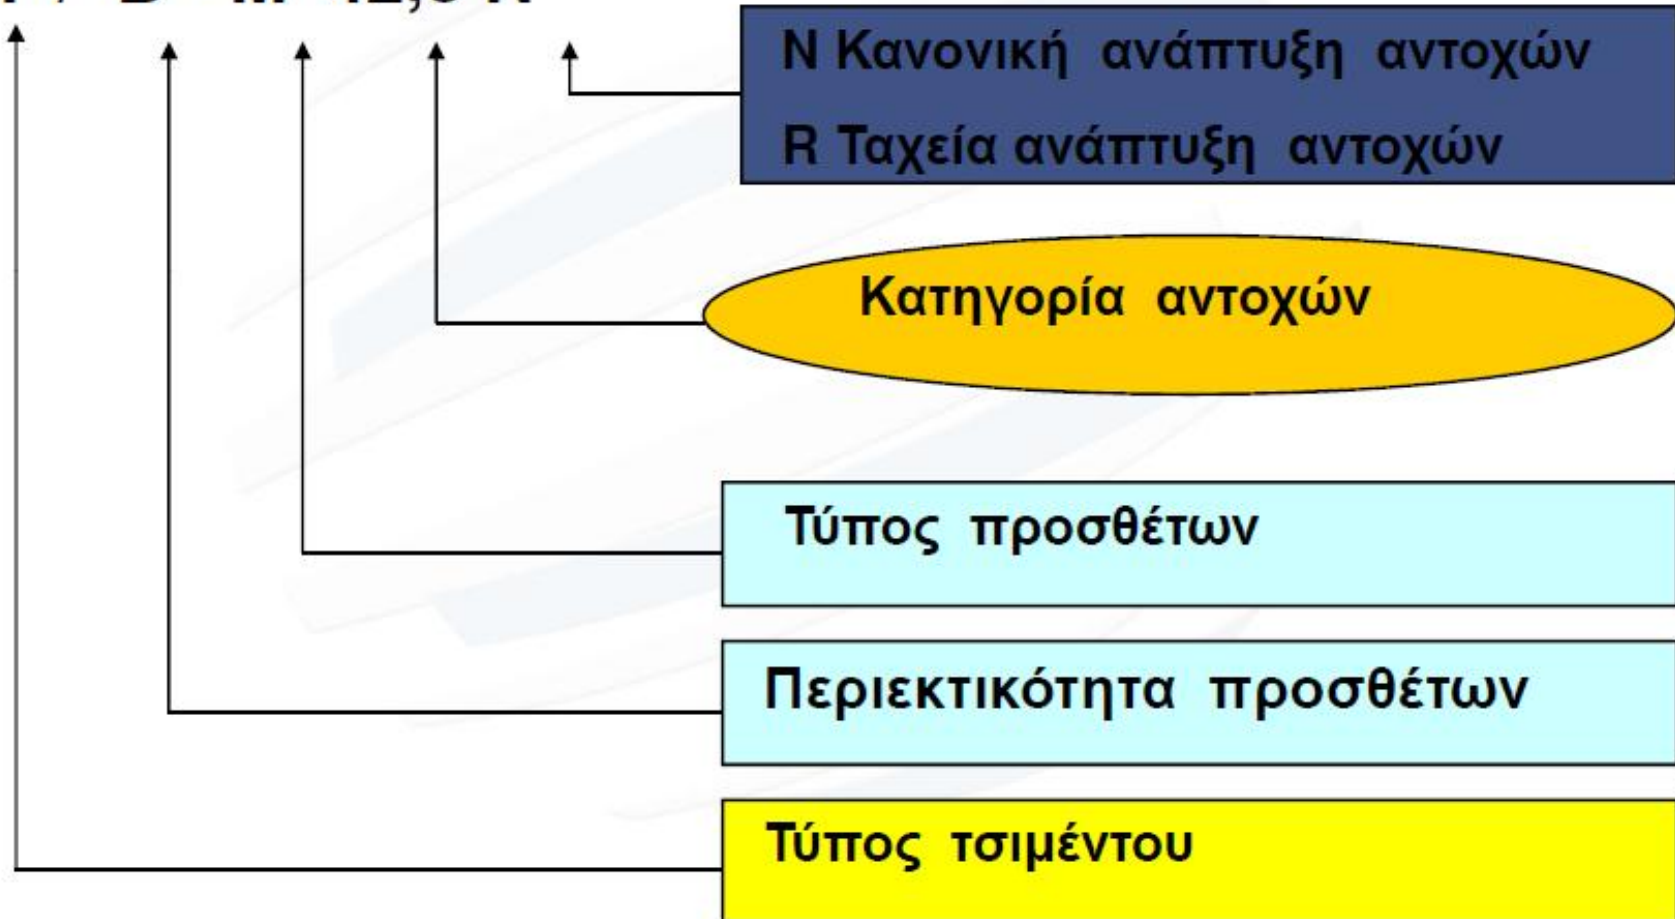 N Κανονική ανάπτυξη αντοχών
R Ταχεία ανάπτυξη αντοχών
Κατηγορία αντοχών
Τύπος προσθέτων
Περιεκτικότητα προσθέτων
Τύπος τσιμέντου